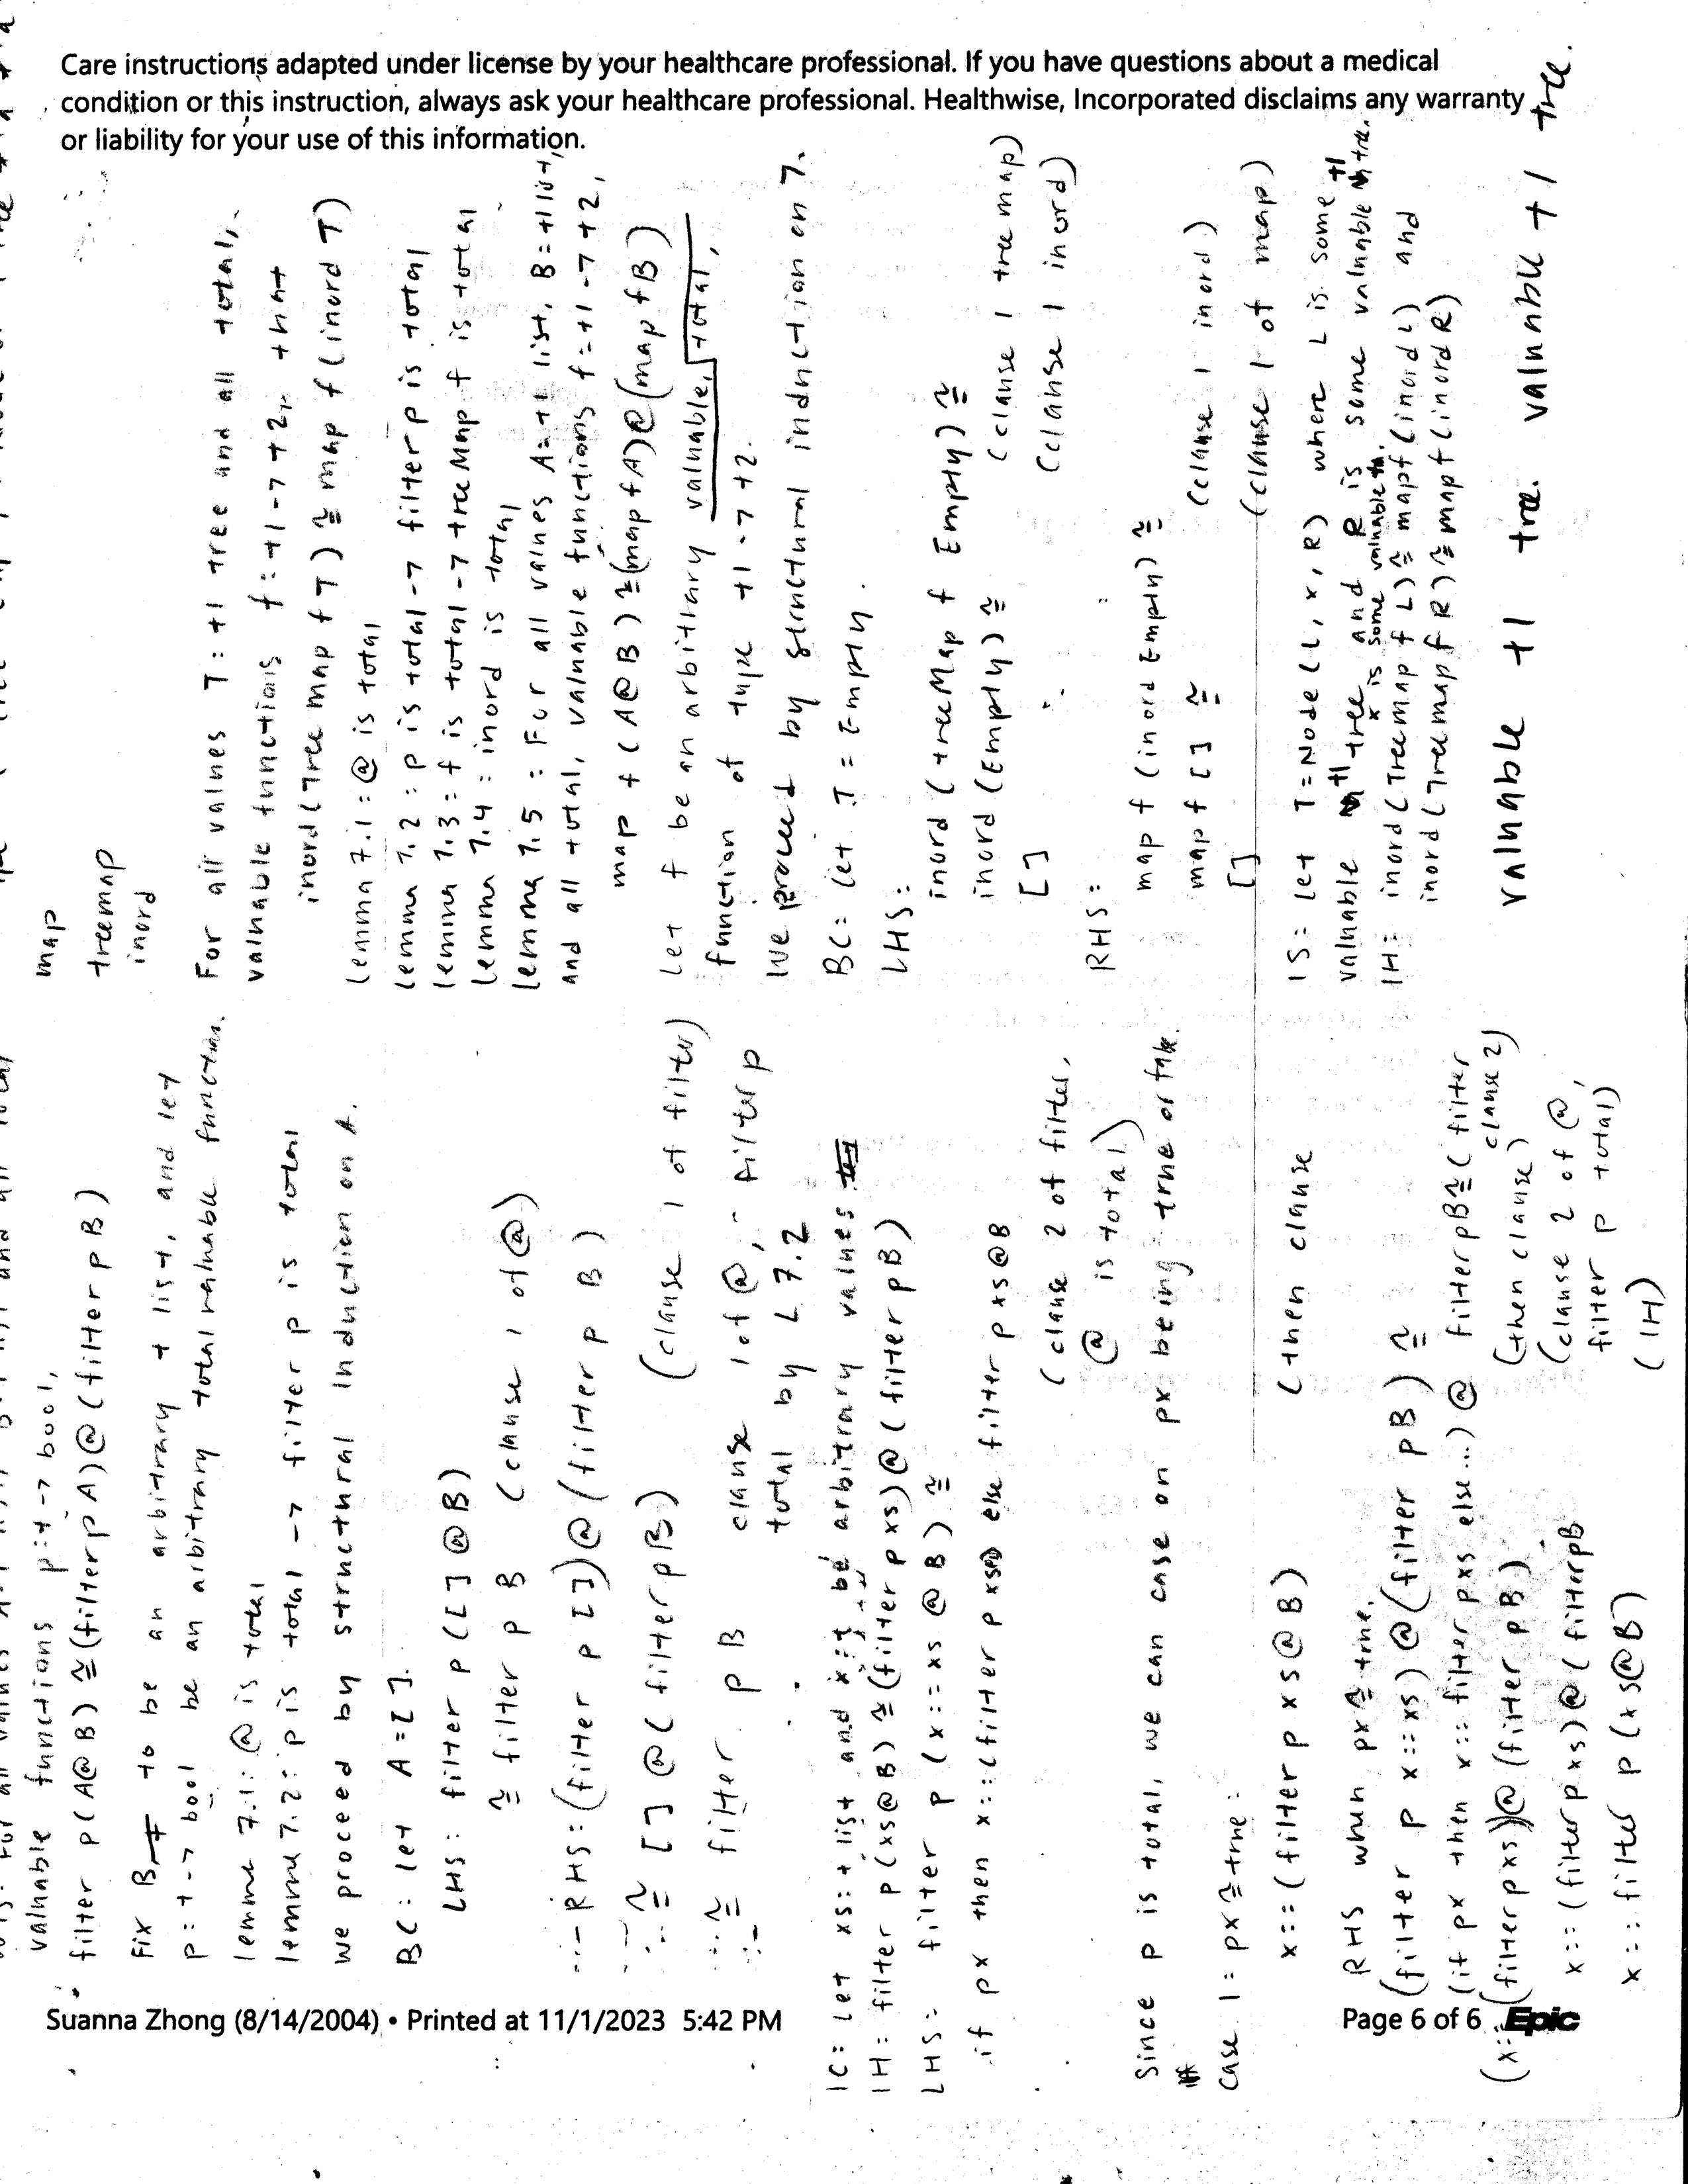 Care instructions adapted under license by your healthcare professional. If you have questions about a medical
condition or this instruction, always ask your healthcare professional. Healthwise, Incorporated disclaims any warranty
or liability for your use of this information.
valuable functions p:t -> bool,
filter p(A@B) ≅ (filter p A)@(filter p B)
Fix B to be an arbitrary t list, and let
p: t -> bool be an arbitrary total valuable function.
lemme 7.1: @ is total
lemme 7.2: p is total -> filter p is total
we proceed by structural induction on A.
BC: let A = [].
LHS: filter p ([]@B)
≅ filter p B (clause 1 of @)
RHS: (filter p [])@(filter p B)
≅ []@(filter p B) (clause 1 of filter)
≅ filter p B clause 1 of @, filter p
total by L 7.2
IC: Let xs: t list and x:t be arbitrary values
IH: filter p (xs@B) ≅ (filter p xs)@(filter p B)
LHS: filter p (x::xs @ B) ≅
if px then x::(filter p xs@B else filter p xs@B
(clause 2 of filter,
@ is total)
Since p is total, we can case on px being true or false.
Case 1: px ≅ true:
x::(filter p xs@B) (then clause
RHS when px ≅ true.
(filter p x::xs)@(filter p B) ≅
(if px then x::filter p xs else...)@ filter p B ≅ (filter
clause 2)
(x::(filter p xs))@(filter p B) (then clause)
x::(filter p xs)@(filter p B (clause 2 of @,
filter p total)
x::filter p (xs@B) (IH)
map
treemap
inord
For all values T: t1 tree and all total,
valuable functions f: t1 -> t2, that
inord(Tree map f T) ≅ map f (inord T)
lemma 7.1: @ is total
lemma 7.2: p is total -> filter p is total
lemma 7.3: f is total -> treeMap f is total
lemma 7.4: inord is total
lemma 7.5: For all values A:t1 list, B:t1 list,
and all total, valuable functions f: t1 -> t2,
map f (A@B) ≅ (map f A)@(map f B)
Let f be an arbitrary valuable, total,
function of type t1 -> t2.
we proceed by structural induction on T.
BC: Let T = Empty.
LHS:
inord (treeMap f Empty) ≅
inord (Empty) ≅ (clause 1 tree map)
[] (clause 1 inord)
RHS:
map f (inord Empty) ≅
map f [] ≅ (clause 1 inord)
[] (clause 1 of map)
IS: Let T = Node(L, x, R) where L is some
valuable t1 tree and R is some valuable t1 tree.
x is some valuable t1.
IH: inord(Treemap f L) ≅ map f (inord L) and
inord(Treemap f R) ≅ map f (inord R)
valuable t1 tree. valuable t1 tree.
Suanna Zhong (8/14/2004) • Printed at 11/1/2023 5:42 PM
Page 6 of 6 Epic